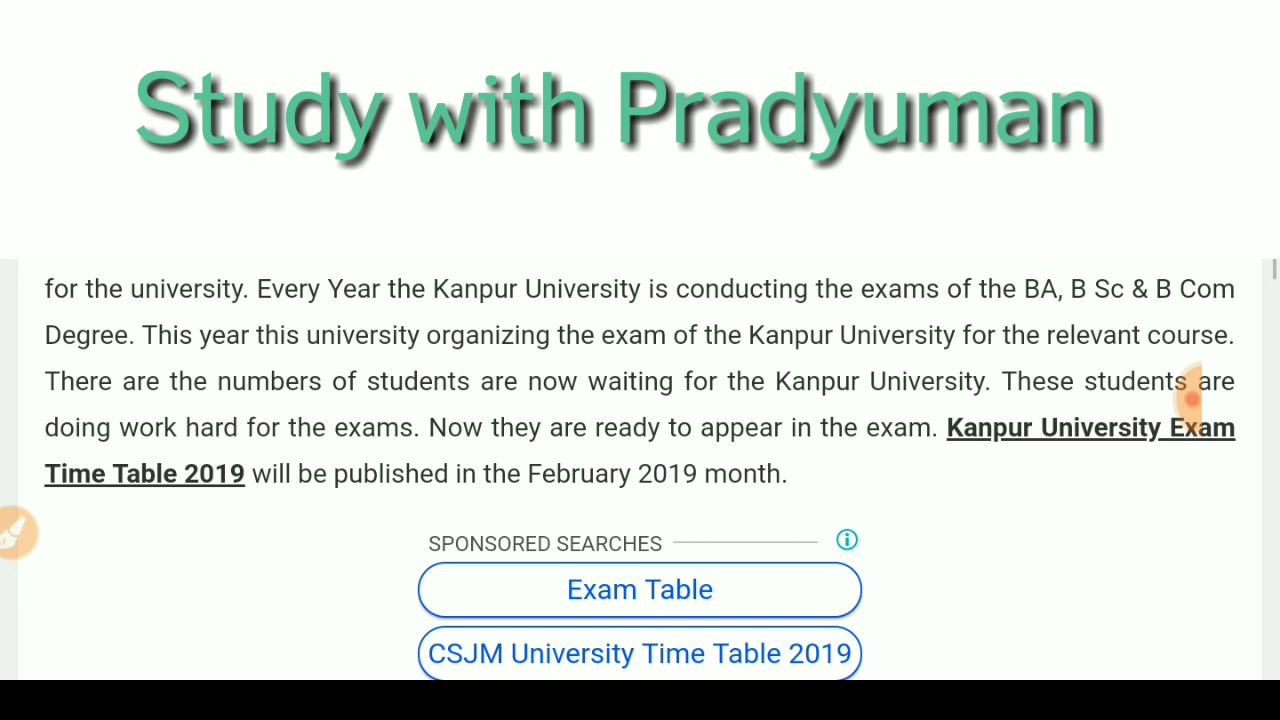 Study with Pradyuman
for the university. Every Year the Kanpur University is conducting the exams of the BA, B Sc & B Com
Degree. This year this university organizing the exam of the Kanpur University for the relevant course.
There are the numbers of students are now waiting for the Kanpur University. These students are
doing work hard for the exams. Now they are ready to appear in the exam. Kanpur University Exam
Time Table 2019 will be published in the February 2019 month.
SPONSORED SEARCHES
Exam Table
CSJM University Time Table 2019